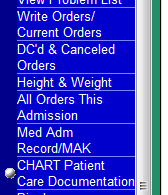 View Problem List
Write Orders/
Current Orders
DC'd & Canceled
Orders
Height & Weight
All Orders This
Admission
Med Adm
Record/MAK
CHART Patient
Care Documentation